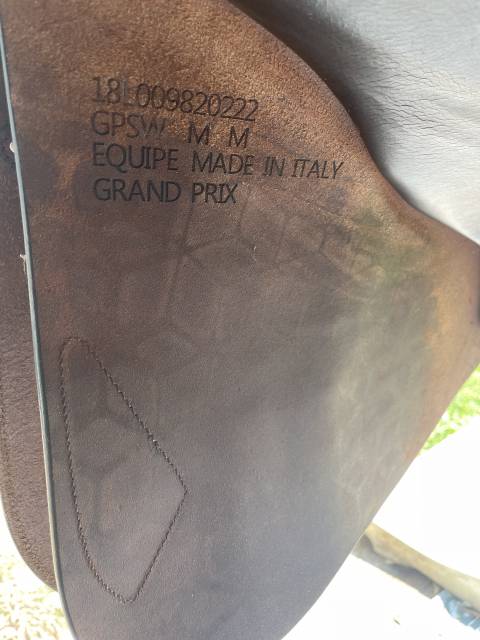 18L009820222
GPSW M M
EQUIPE MADE IN ITALY
GRAND PRIX